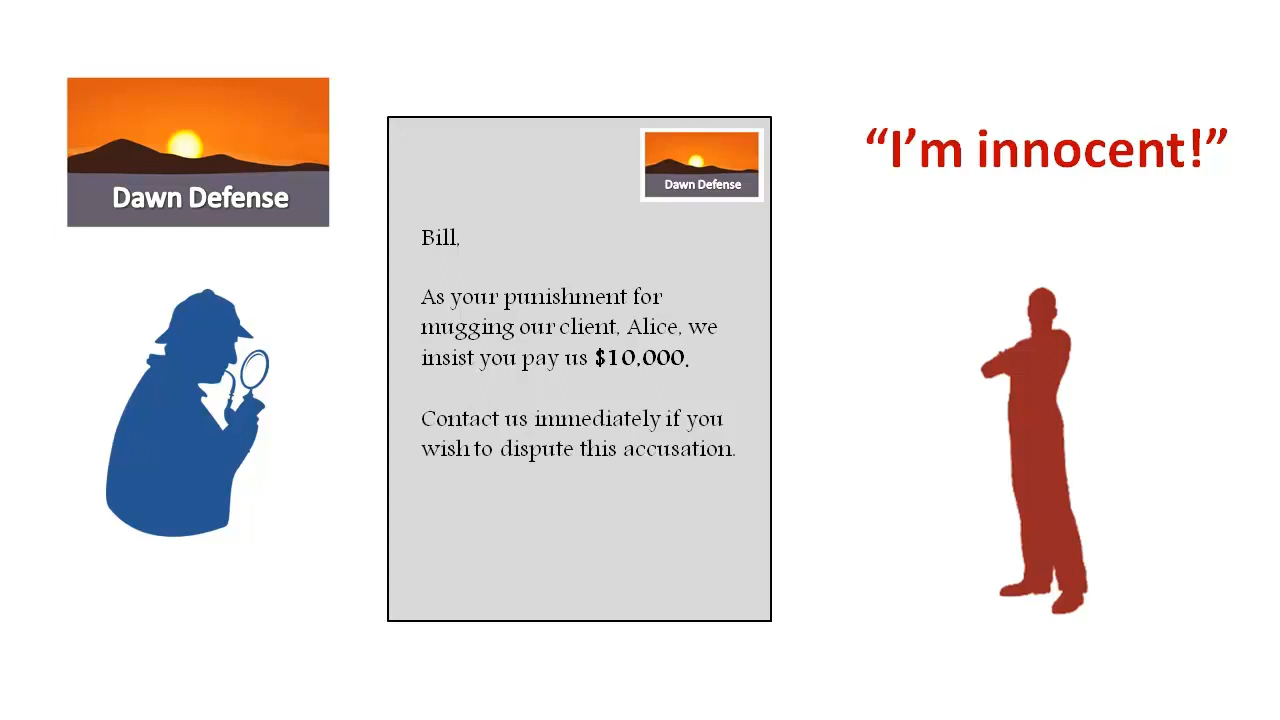 Dawn Defense
Dawn Defense
Bill,
As your punishment for
mugging our client, Alice, we
insist you pay us $10,000.
Contact us immediately if you
wish to dispute this accusation.
“I’m innocent!”